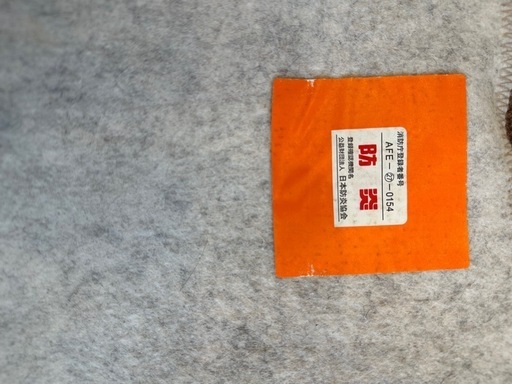 消防庁登録者番号
AFE-㉗-0154
防炎
登録確認機関名
公益財団法人 日本防炎協会